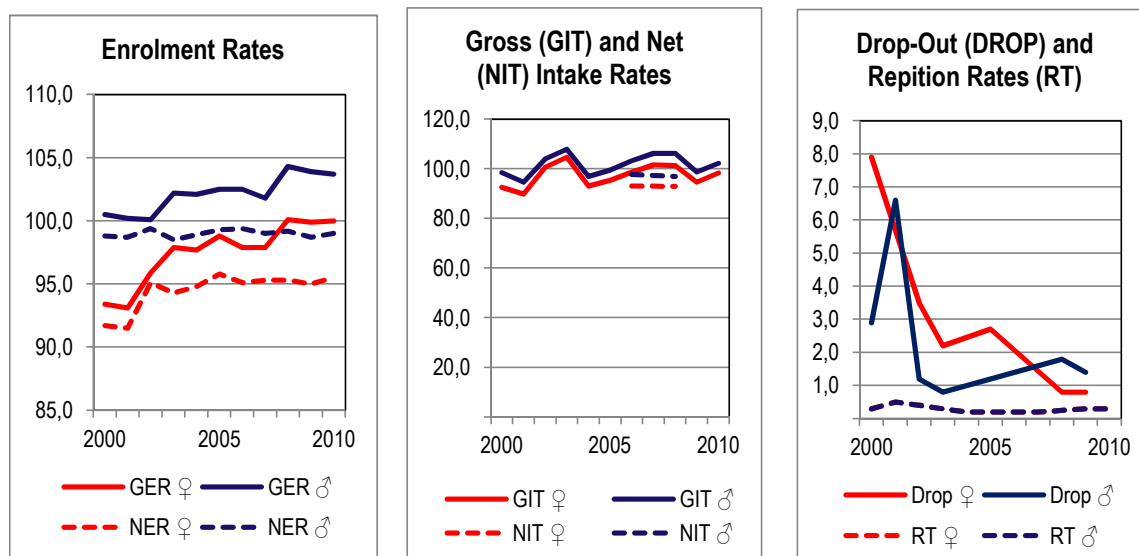 Enrolment Rates
110,0
105,0
100,0
95,0
90,0
85,0
2000 2005 2010
GER ♀ GER ♂
NER ♀ NER ♂
Gross (GIT) and Net
(NIT) Intake Rates
120,0
100,0
80,0
60,0
40,0
20,0
2000 2005 2010
GIT ♀ GIT ♂
NIT ♀ NIT ♂
Drop-Out (DROP) and
Repition Rates (RT)
9,0
8,0
7,0
6,0
5,0
4,0
3,0
2,0
1,0
2000 2005 2010
Drop ♀ Drop ♂
RT ♀ RT ♂